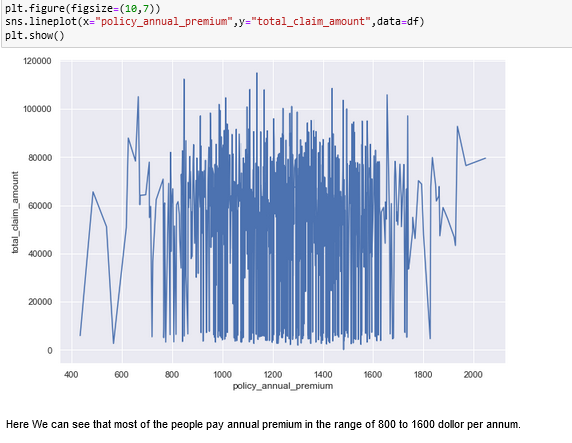 plt.figure(figsize=(10,7))
sns.lineplot(x="policy_annual_premium",y="total_claim_amount",data=df)
plt.show()
120000
100000
80000
60000
40000
20000
0
total_claim_amount
400 600 800 1000 1200 1400 1600 1800 2000
policy_annual_premium
Here We can see that most of the people pay annual premium in the range of 800 to 1600 dollor per annum.